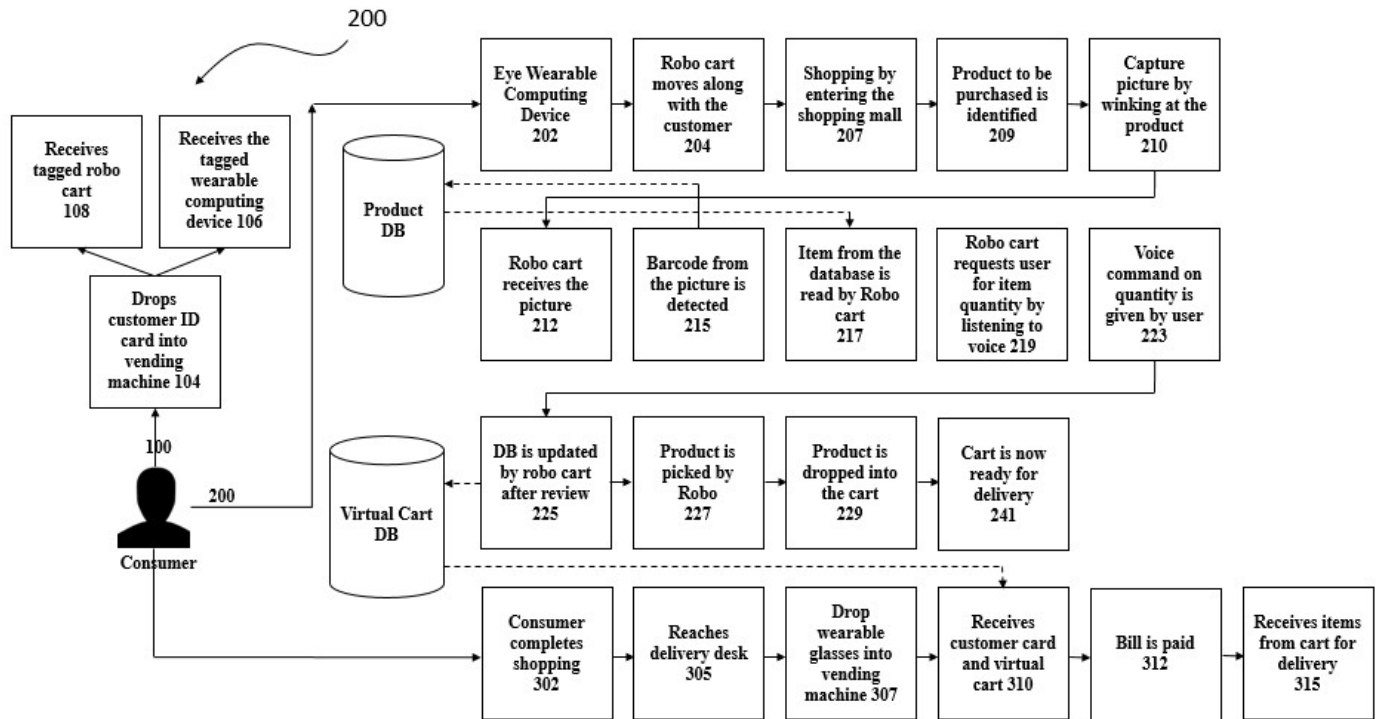 200
Eye Wearable
Computing
Device
202
Robo cart
moves along
with the
customer
204
Shopping by
entering the
shopping mall
207
Product to be
purchased is
identified
209
Capture
picture by
winking at the
product
210
Receives
tagged robo
cart
108
Receives the
tagged
wearable
computing
device 106
Product
DB
Robo cart
receives the
picture
212
Barcode from
the picture is
detected
215
Item from the
database is
read by Robo
cart
217
Robo cart
requests user
for item
quantity by
listening to
voice 219
Voice
command on
quantity is
given by user
223
Drops
customer ID
card into
vending
machine 104
100
200
Consumer
Virtual Cart
DB
DB is updated
by robo cart
after review
225
Product is
picked by
Robo
227
Product is
dropped into
the cart
229
Cart is now
ready for
delivery
241
Consumer
completes
shopping
302
Reaches
delivery desk
305
Drop
wearable
glasses into
vending
machine 307
Receives
customer card
and virtual
cart 310
Bill is paid
312
Receives items
from cart for
delivery
315